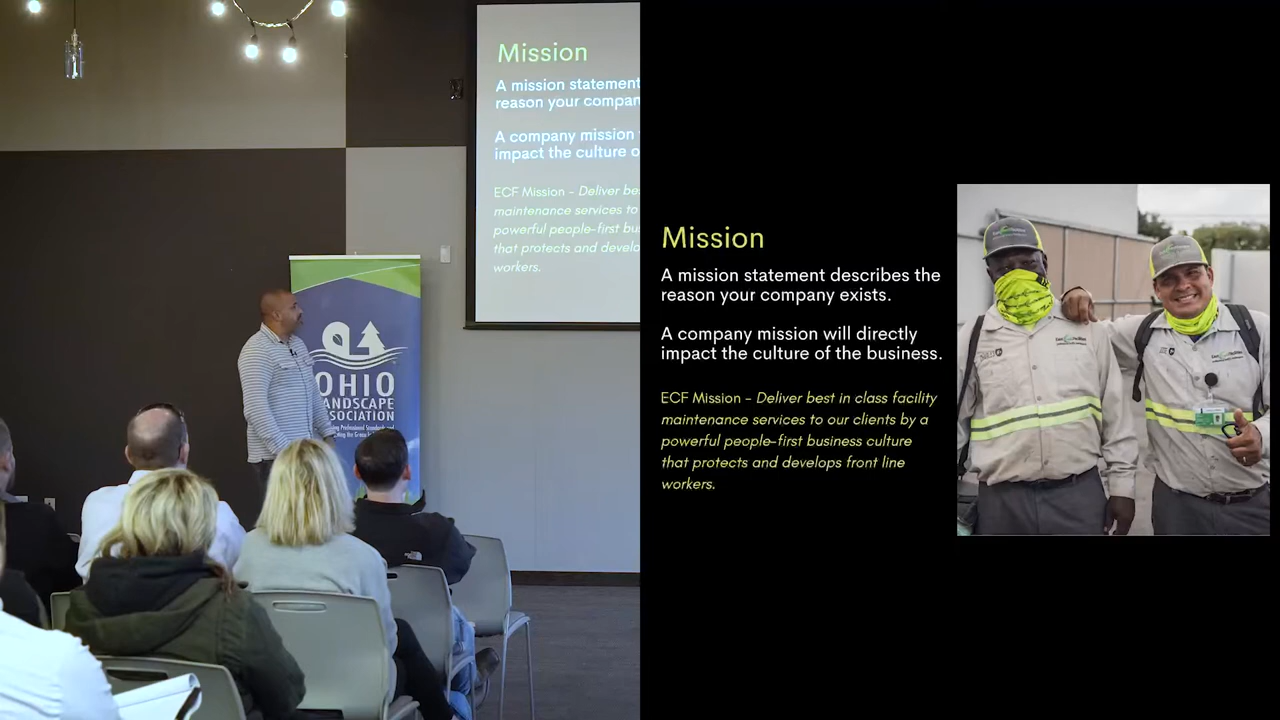 Mission
A mission statement
reason your compan
A company mission
impact the culture o
ECF Mission - Deliver bes
maintenance services to
powerful people-first bus
that protects and develo
workers.
OHIO
LANDSCAPE
ASSOCIATION
Mission
A mission statement describes the
reason your company exists.
A company mission will directly
impact the culture of the business.
ECF Mission - Deliver best in class facility
maintenance services to our clients by a
powerful people-first business culture
that protects and develops front line
workers.